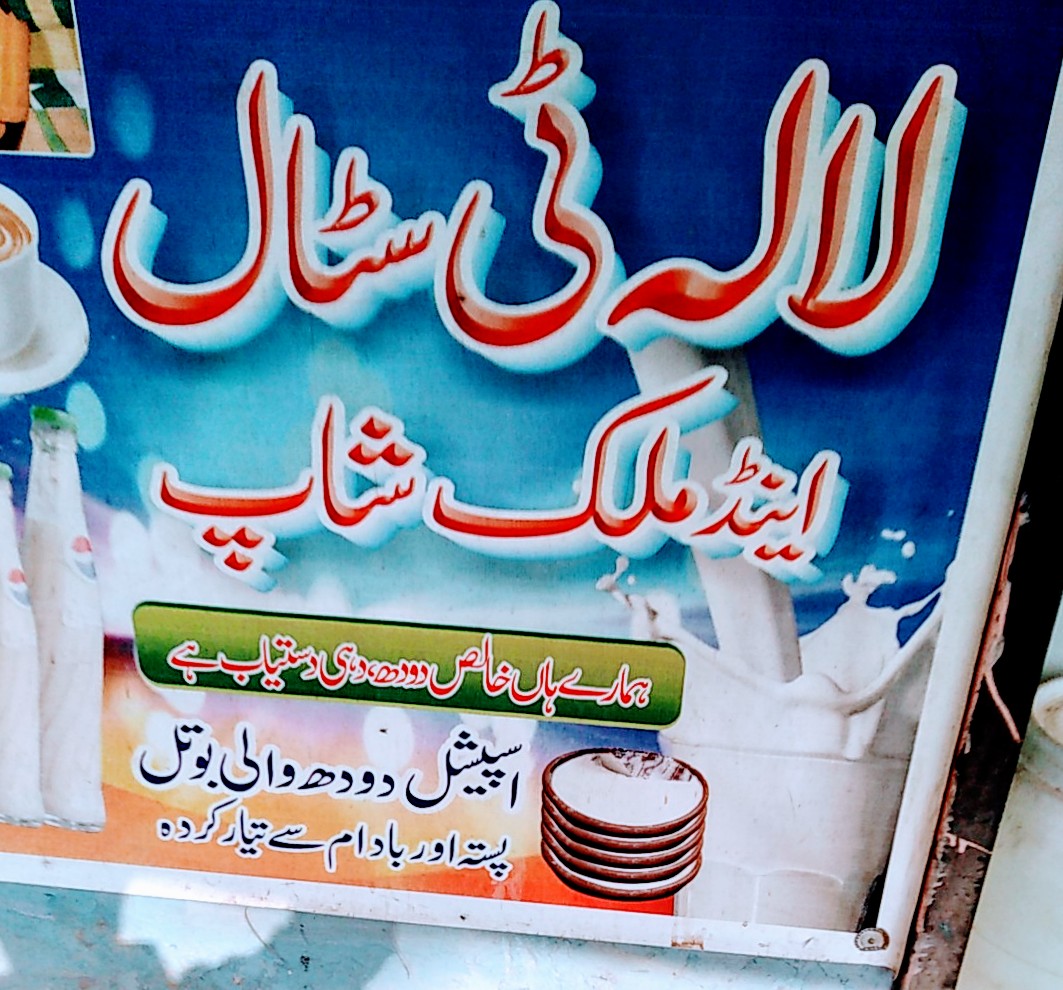 لالہ ٹی سٹال
اینڈ ملک شاپ
ہمارے ہاں خالص دودھ، دہی دستیاب ہے
اسپیشل دودھ والی بوتل
پستہ اور بادام سے تیار کردہ